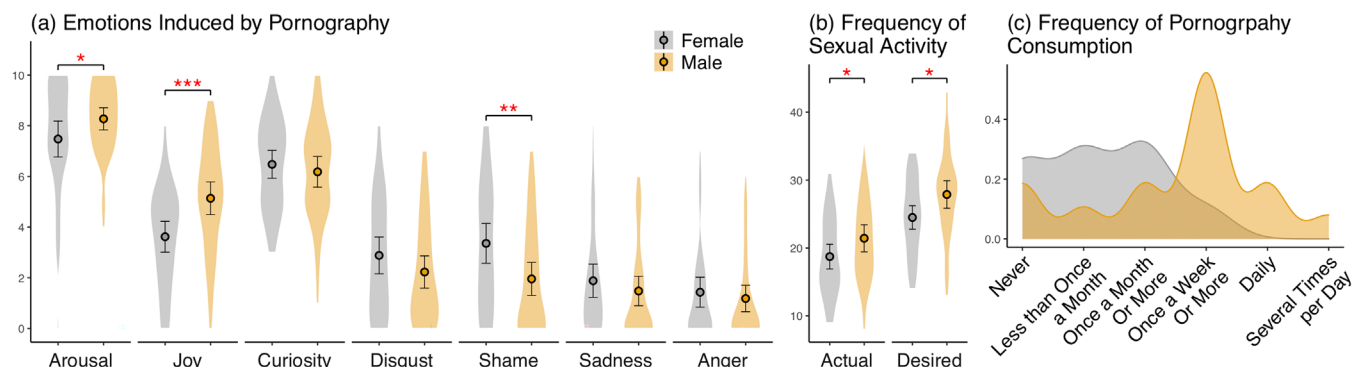 (a) Emotions Induced by Pornography
Female
Male
*
***
**
10
8
6
4
2
0
Arousal
Joy
Curiosity
Disgust
Shame
Sadness
Anger
(b) Frequency of
Sexual Activity
*
*
40
30
20
10
Actual
Desired
(c) Frequency of Pornogrpahy
Consumption
0.4
0.2
0.0
Never
Less than Once
a Month
Once a Month
Or More
Once a Week
Or More
Daily
Several Times
per Day